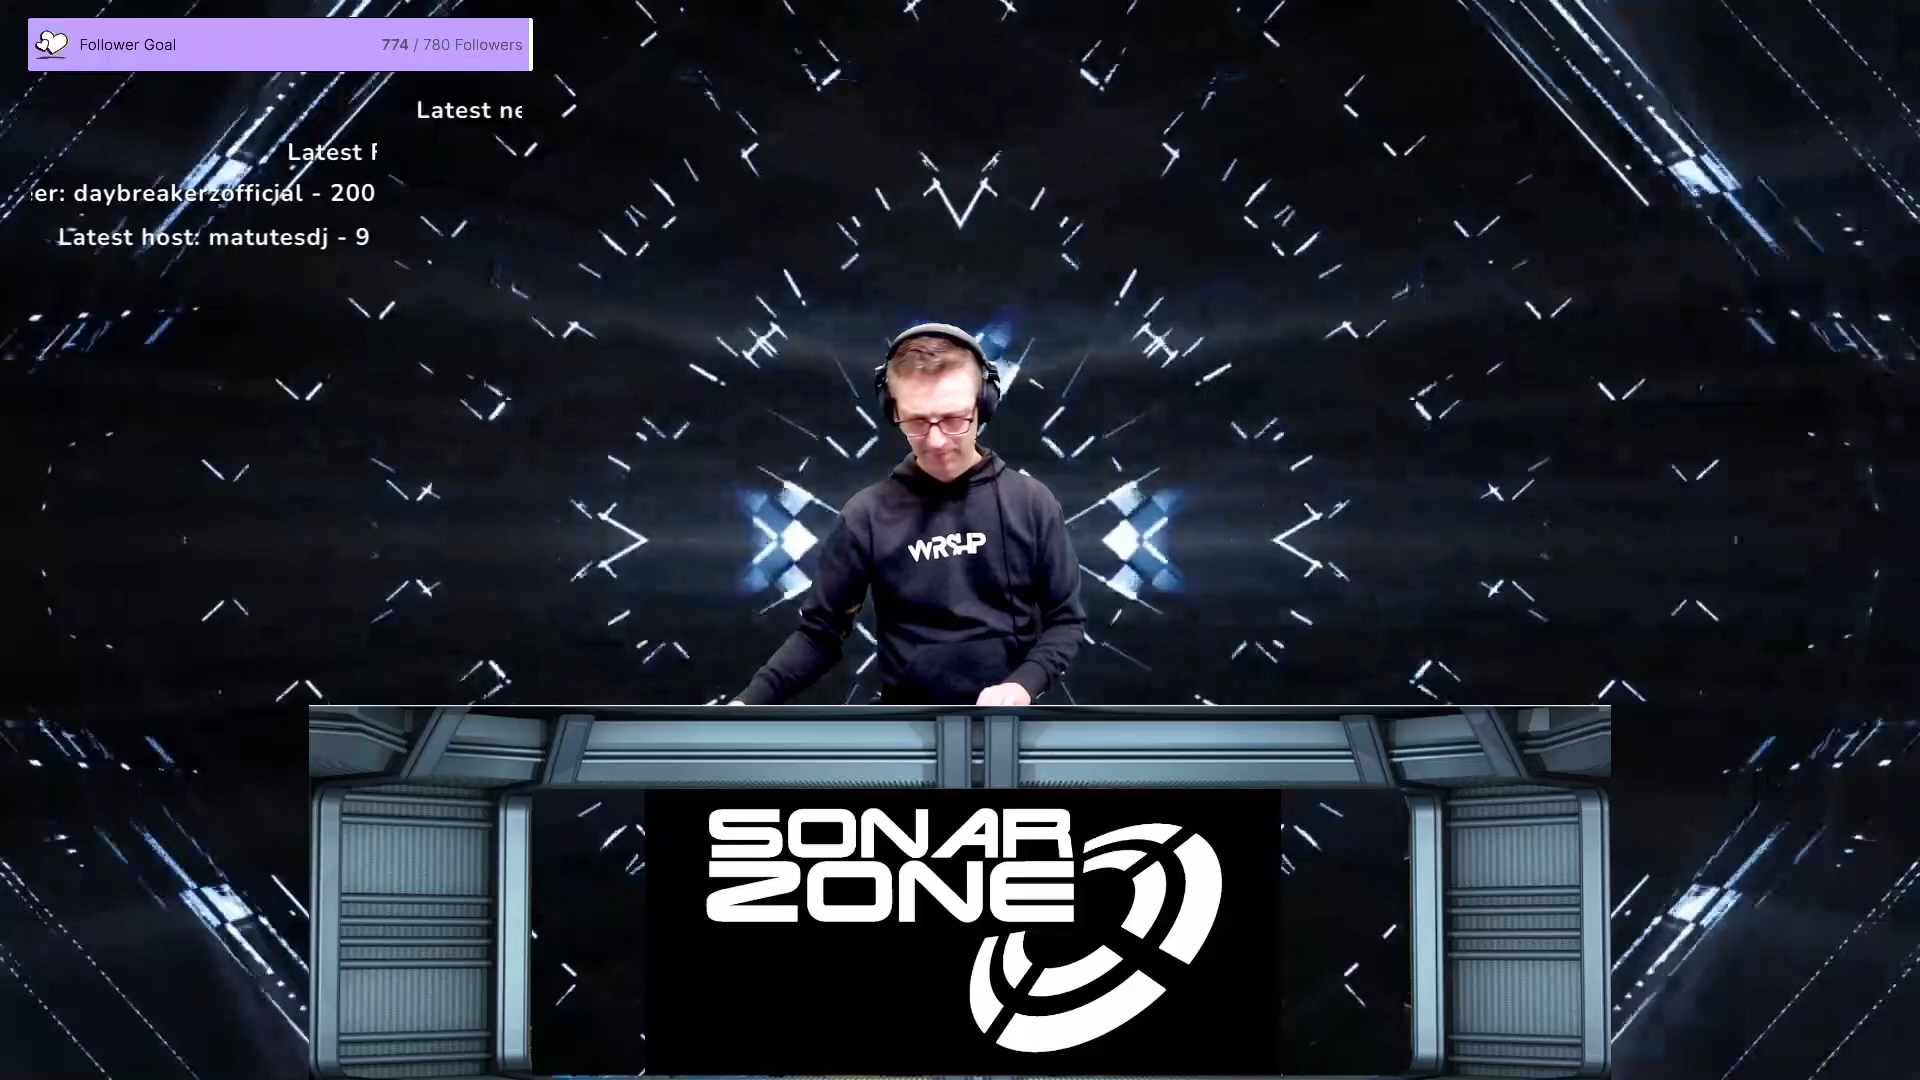 Follower Goal 774 / 780 Followers
Latest ne
Latest
er: daybreakerzofficial - 200
Latest host: matutesdj - 9
WRSHP
SONAR
ZONE